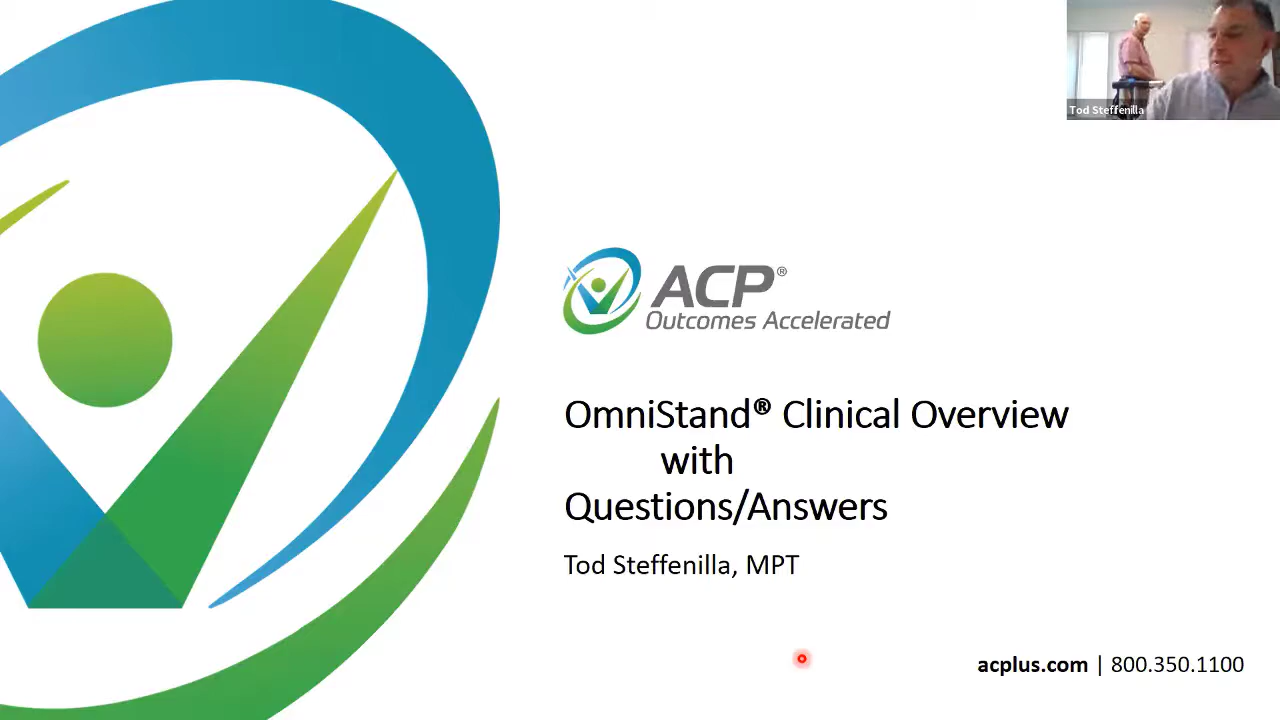 Tod Steffenilla
ACP®
Outcomes Accelerated
OmniStand® Clinical Overview
with
Questions/Answers
Tod Steffenilla, MPT
acplus.com | 800.350.1100